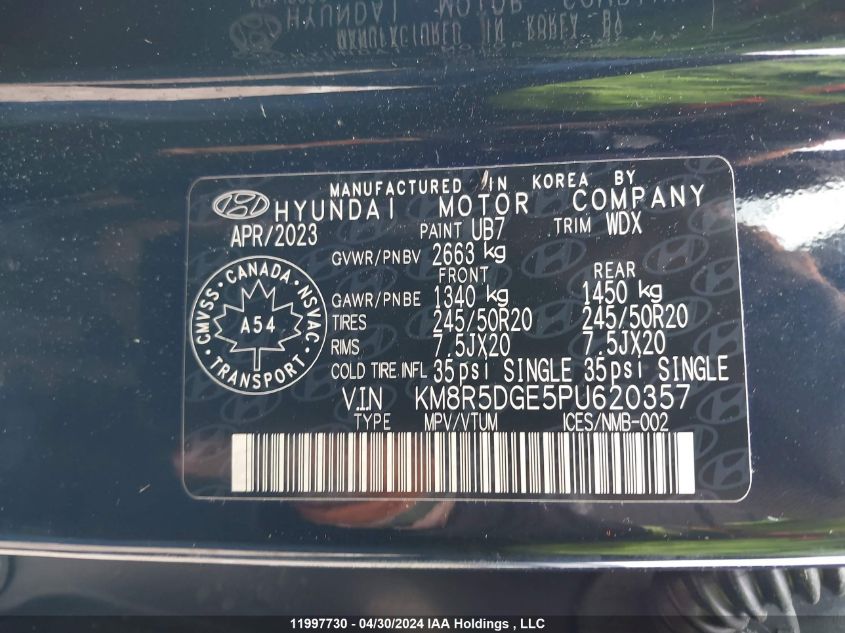 MANUFACTURED IN KOREA BY
HYUNDAI MOTOR COMPANY
APR/2023 PAINT UB7 TRIM WDX
GVWR/PNBV 2663 kg
FRONT REAR
GAWR/PNBE 1340 kg 1450 kg
TIRES 245/50R20 245/50R20
RIMS 7.5JX20 7.5JX20
COLD TIRE INFL 35psi SINGLE 35psi SINGLE
VIN KM8R5DGE5PU620357
TYPE MPV/VTUM ICES/NMB-002
CMVSS · CANADA · NSVAC
A54
· TRANSPORT ·
11997730 - 04/30/2024 IAA Holdings , LLC